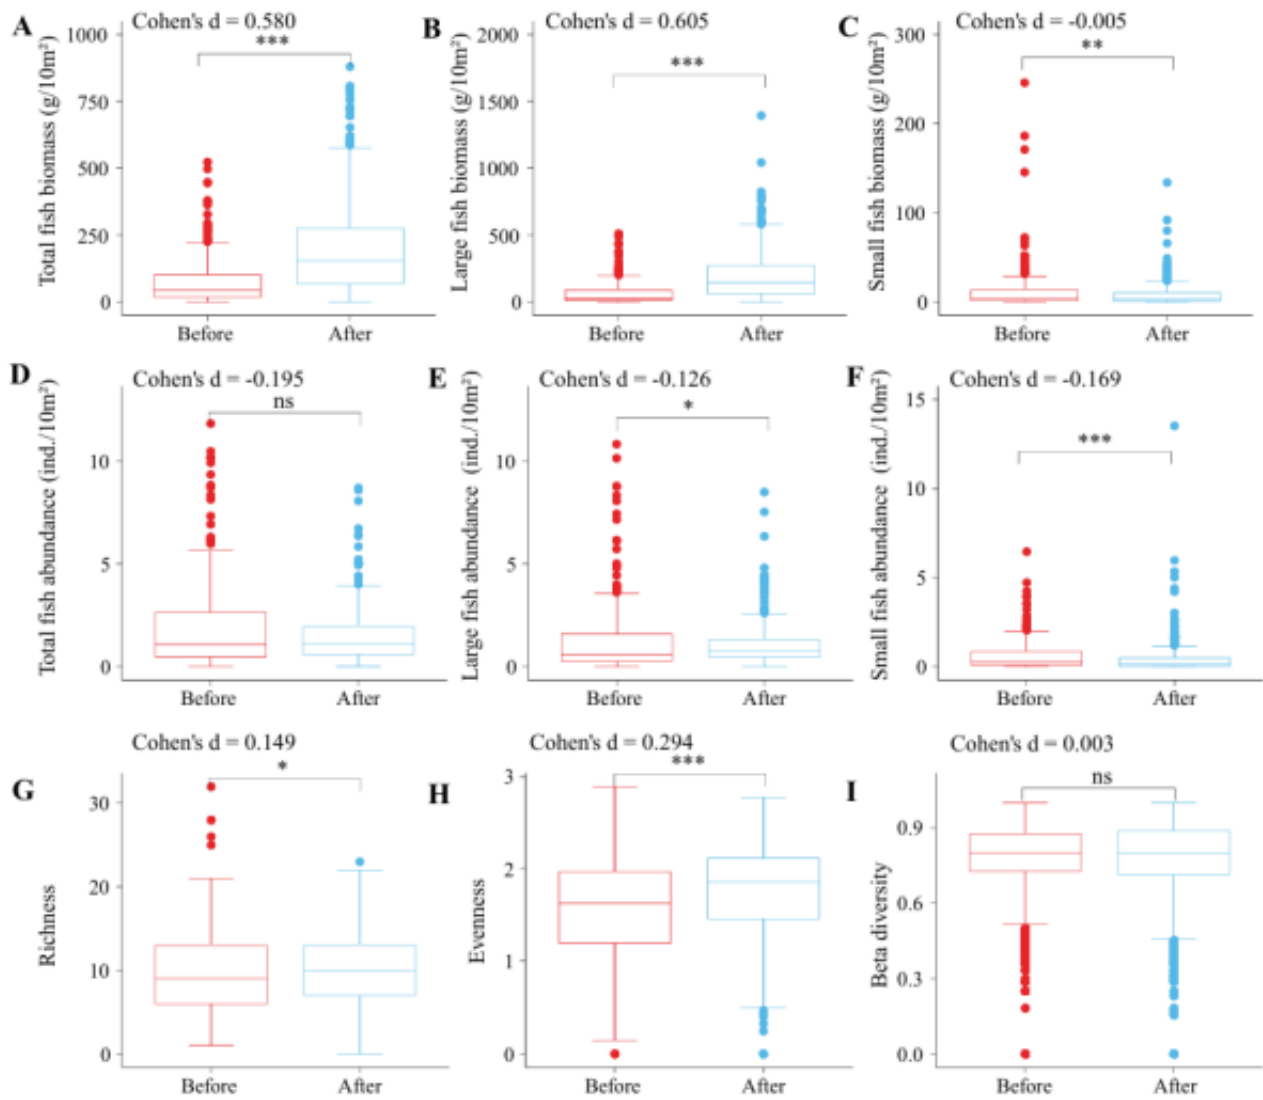 A
Cohen's d = 0.580
***
Total fish biomass (g/10m²)
1000
750
500
250
0
Before
After
B
Cohen's d = 0.605
***
Large fish biomass (g/10m²)
2000
1500
1000
500
0
Before
After
C
Cohen's d = -0.005
**
Small fish biomass (g/10m²)
300
200
100
0
Before
After
D
Cohen's d = -0.195
ns
Total fish abundance (ind./10m²)
10
5
0
Before
After
E
Cohen's d = -0.126
*
Large fish abundance (ind./10m²)
10
5
0
Before
After
F
Cohen's d = -0.169
***
Small fish abundance (ind./10m²)
15
10
5
0
Before
After
G
Cohen's d = 0.149
*
Richness
30
20
10
0
Before
After
H
Cohen's d = 0.294
***
Evenness
3
2
1
0
Before
After
I
Cohen's d = 0.003
ns
Beta diversity
0.9
0.6
0.3
0.0
Before
After